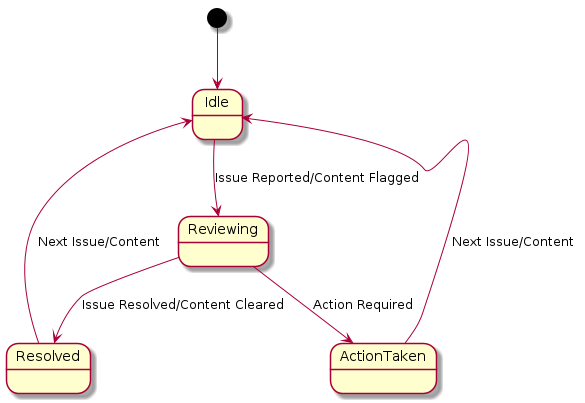 Idle
Issue Reported/Content Flagged
Reviewing
Next Issue/Content
Next Issue/Content
Issue Resolved/Content Cleared
Action Required
Resolved
ActionTaken